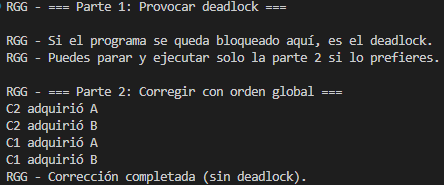 RGG - === Parte 1: Provocar deadlock ===
RGG - Si el programa se queda bloqueado aquí, es el deadlock.
RGG - Puedes parar y ejecutar solo la parte 2 si lo prefieres.
RGG - === Parte 2: Corregir con orden global ===
C2 adquirió A
C2 adquirió B
C1 adquirió A
C1 adquirió B
RGG - Corrección completada (sin deadlock).